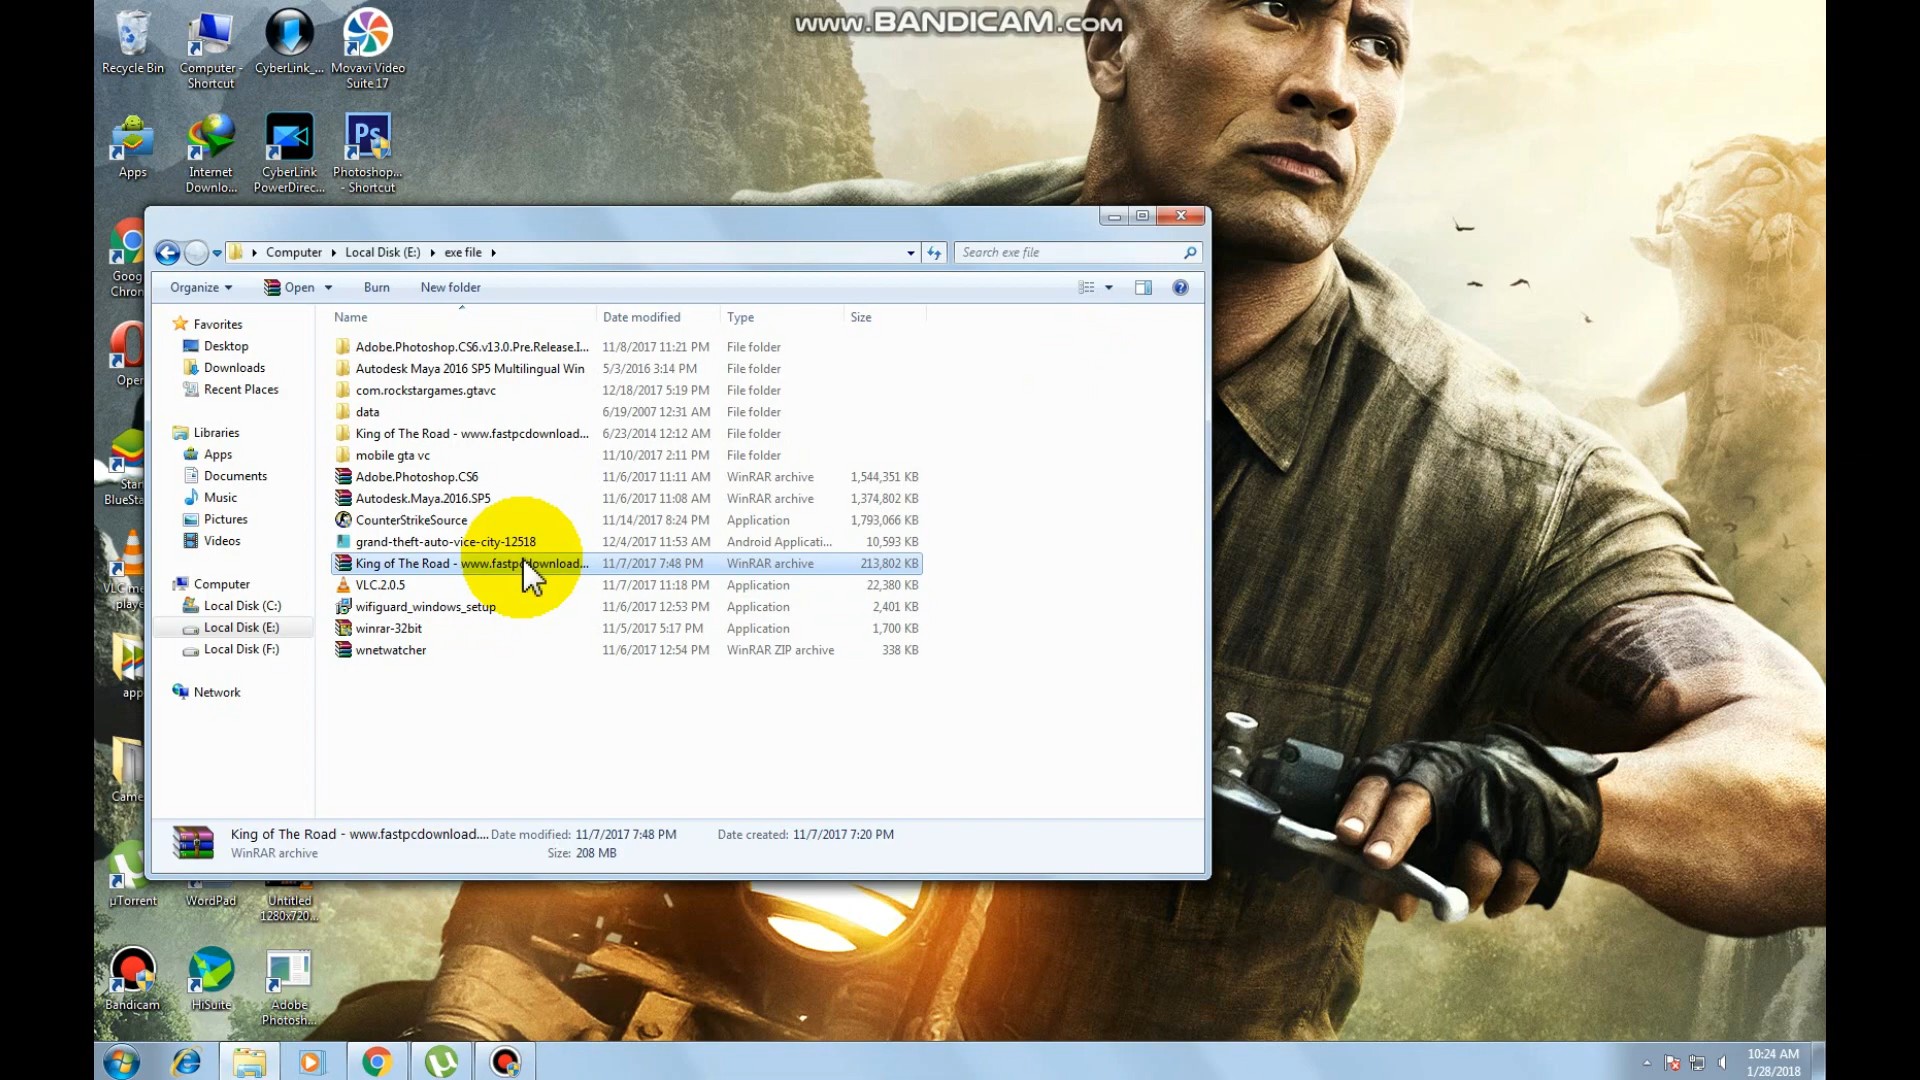 www.BANDICAM.com
Recycle Bin
Computer - Shortcut
CyberLink_...
Movavi Video Suite 17
Apps
Internet Downlo...
CyberLink PowerDirec...
Photoshop... - Shortcut
Computer Local Disk (E:) exe file
Search exe file
Organize Open Burn New folder
Name Date modified Type Size
Favorites
Desktop
Downloads
Recent Places
Libraries
Apps
Documents
Music
Pictures
Videos
Computer
Local Disk (C:)
Local Disk (E:)
Local Disk (F:)
Network
Adobe.Photoshop.CS6.v13.0.Pre.Release.I... 11/8/2017 11:21 PM File folder
Autodesk Maya 2016 SP5 Multilingual Win 5/3/2016 3:14 PM File folder
com.rockstargames.gtavc 12/18/2017 5:19 PM File folder
data 6/19/2007 12:31 AM File folder
King of The Road - www.fastpcdownload... 6/23/2014 12:12 AM File folder
mobile gta vc 11/10/2017 2:11 PM File folder
Adobe.Photoshop.CS6 11/6/2017 11:11 AM WinRAR archive 1,544,351 KB
Autodesk.Maya.2016.SP5 11/6/2017 11:08 AM WinRAR archive 1,374,802 KB
CounterStrikeSource 11/14/2017 8:24 PM Application 1,793,066 KB
grand-theft-auto-vice-city-12518 12/4/2017 11:53 AM Android Applicati... 10,593 KB
King of The Road - www.fastpcdownload... 11/7/2017 7:48 PM WinRAR archive 213,802 KB
VLC.2.0.5 11/7/2017 11:18 PM Application 22,380 KB
wifiguard_windows_setup 11/6/2017 12:53 PM Application 2,401 KB
winrar-32bit 11/5/2017 5:17 PM Application 1,700 KB
wnetwatcher 11/6/2017 12:54 PM WinRAR ZIP archive 338 KB
King of The Road - www.fastpcdownload.... Date modified: 11/7/2017 7:48 PM Date created: 11/7/2017 7:20 PM
WinRAR archive Size: 208 MB
Goog
Chron
Oper
Star
BlueSta
VLC me
playe
app
Came
µTorrent
WordPad
Untitled 1280x720...
Bandicam
HiSuite
Adobe Photosh...
Ps
10:24 AM
1/28/2018